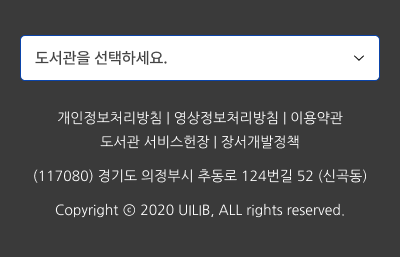 도서관을 선택하세요.
개인정보처리방침 | 영상정보처리방침 | 이용약관
도서관 서비스헌장 | 장서개발정책
(117080) 경기도 의정부시 추동로 124번길 52 (신곡동)
Copyright ⓒ 2020 UILIB, ALL rights reserved.